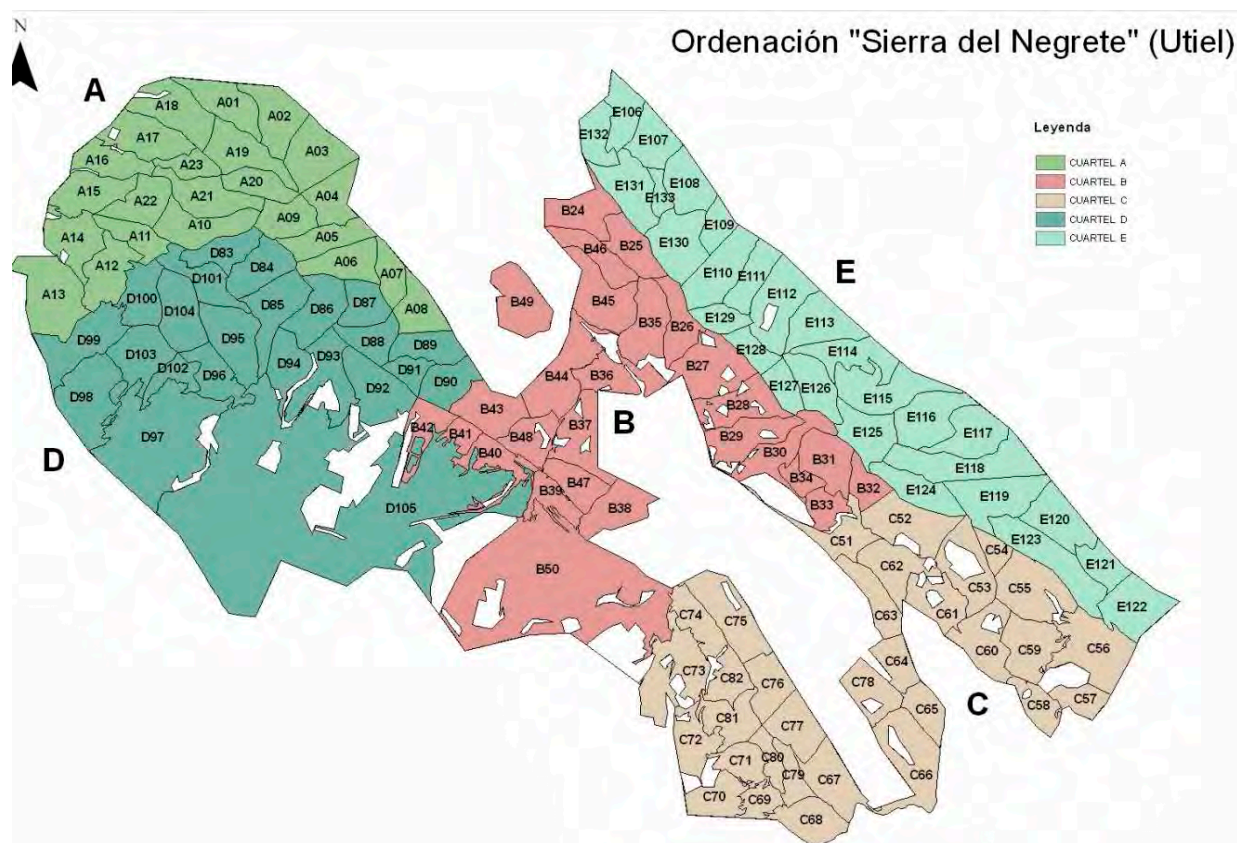 N
Ordenación "Sierra del Negrete" (Utiel)
Leyenda
CUARTEL A
CUARTEL B
CUARTEL C
CUARTEL D
CUARTEL E
A
A18
A01
A02
A17
A19
A03
A16
A23
A15
A22
A21
A20
A04
A09
A10
A14
A11
A05
A12
A06
A07
A13
A08
D
D83
D101
D84
D100
D104
D85
D86
D87
D99
D103
D102
D95
D96
D94
D93
D88
D89
D91
D90
D92
D98
D97
D105
B
B24
B46
B25
B49
B45
B35
B26
B27
B44
B36
B43
B37
B48
B42
B41
B40
B39
B47
B38
B50
B28
B29
B30
B31
B34
B33
B32
E
E106
E132
E107
E131
E133
E108
E130
E109
E110
E111
E112
E129
E113
E128
E114
E127
E126
E115
E116
E125
E117
E118
E124
E119
E120
E123
E121
E122
C
C51
C52
C62
C54
C53
C55
C61
C63
C60
C59
C56
C58
C57
C64
C78
C65
C66
C74
C75
C73
C82
C76
C81
C77
C72
C71
C80
C79
C67
C70
C69
C68